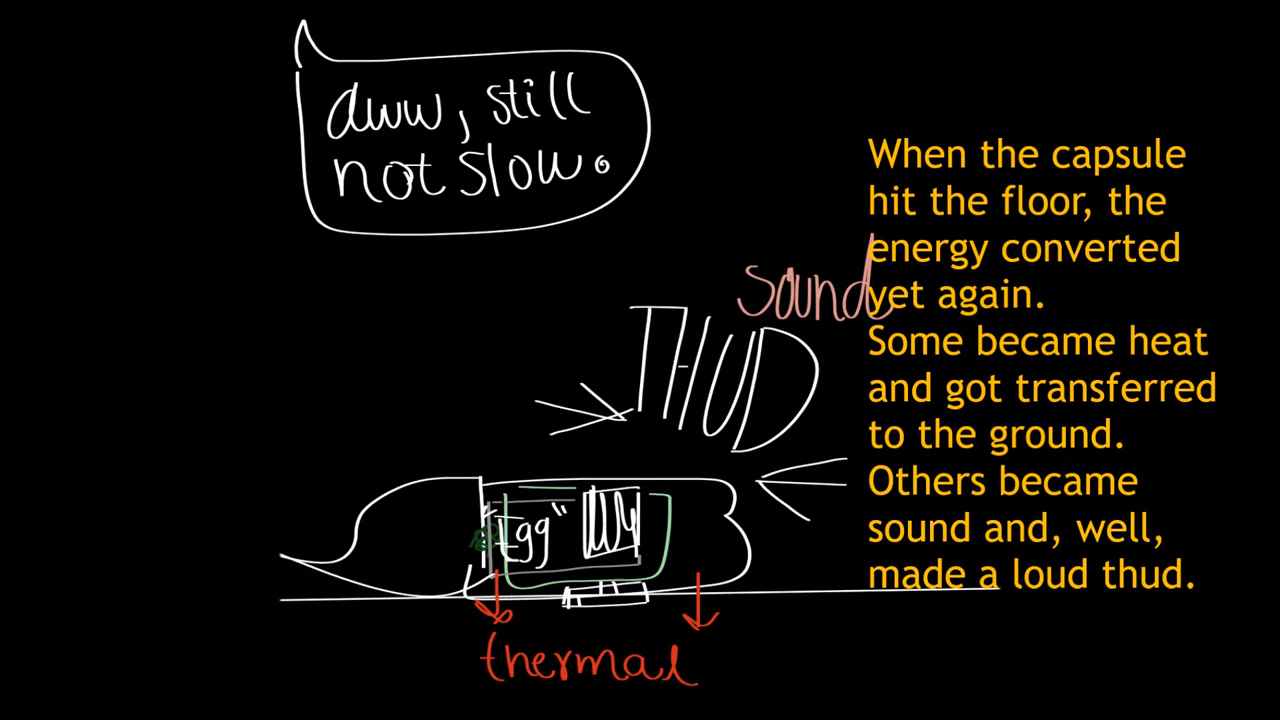 aww, still
not slow.
Sound
THUD
When the capsule
hit the floor, the
energy converted
yet again.
Some became heat
and got transferred
to the ground.
Others became
sound and, well,
made a loud thud.
"Egg"
thermal